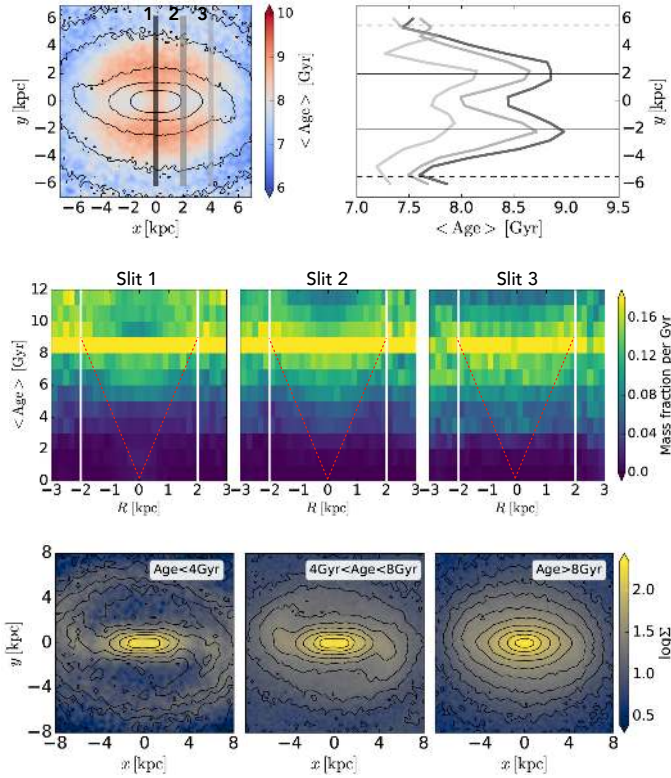 1 2 3
6
4
2
0
−2
−4
−6
y [kpc]
−6 −4 −2 0 2 4 6
x [kpc]
10
9
8
7
6
< Age > [Gyr]
6
4
2
0
−2
−4
−6
y [kpc]
7.0 7.5 8.0 8.5 9.0 9.5
< Age > [Gyr]
Slit 1 Slit 2 Slit 3
12
10
8
6
4
2
0
< Age > [Gyr]
−3 −2 −1 0 1 2 3 −3 −2 −1 0 1 2 3 −3 −2 −1 0 1 2 3
R [kpc] R [kpc] R [kpc]
0.16
0.12
0.08
0.04
0.0
Mass fraction per Gyr
Age<4Gyr 4Gyr<Age<8Gyr Age>8Gyr
8
4
0
−4
−8
y [kpc]
−8 −4 0 4 8 −4 0 4 8 −4 0 4 8
x [kpc] x [kpc] x [kpc]
2.0
1.5
1.0
0.5
logΣ